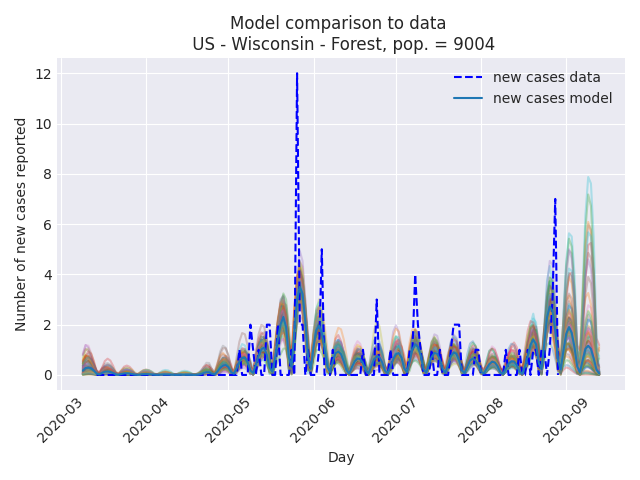 Model comparison to data
US - Wisconsin - Forest, pop. = 9004
new cases data
new cases model
Number of new cases reported
12
10
8
6
4
2
0
2020-03
2020-04
2020-05
2020-06
2020-07
2020-08
2020-09
Day